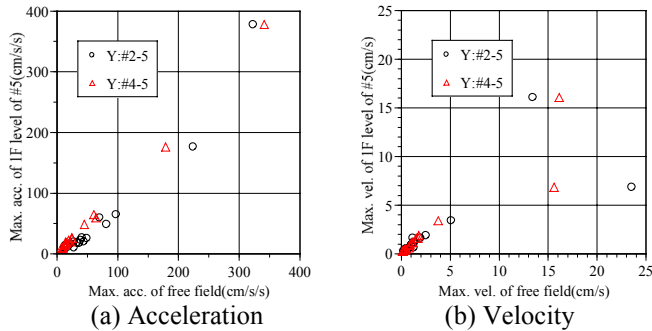 400
300
200
100
0
Max. acc. of 1F level of #5(cm/s/s)
Y:#2-5
Y:#4-5
0 100 200 300 400
Max. acc. of free field(cm/s/s)
(a) Acceleration
25
20
15
10
5
0
Max. vel. of 1F level of #5(cm/s)
Y:#2-5
Y:#4-5
0 5 10 15 20 25
Max. vel. of free field(cm/s)
(b) Velocity